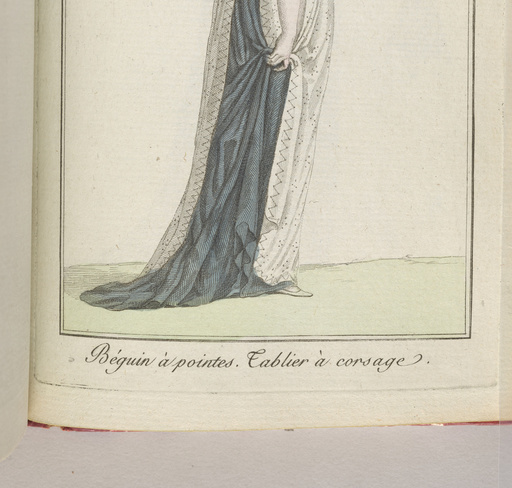 Béguin à pointes. Tablier à corsage.